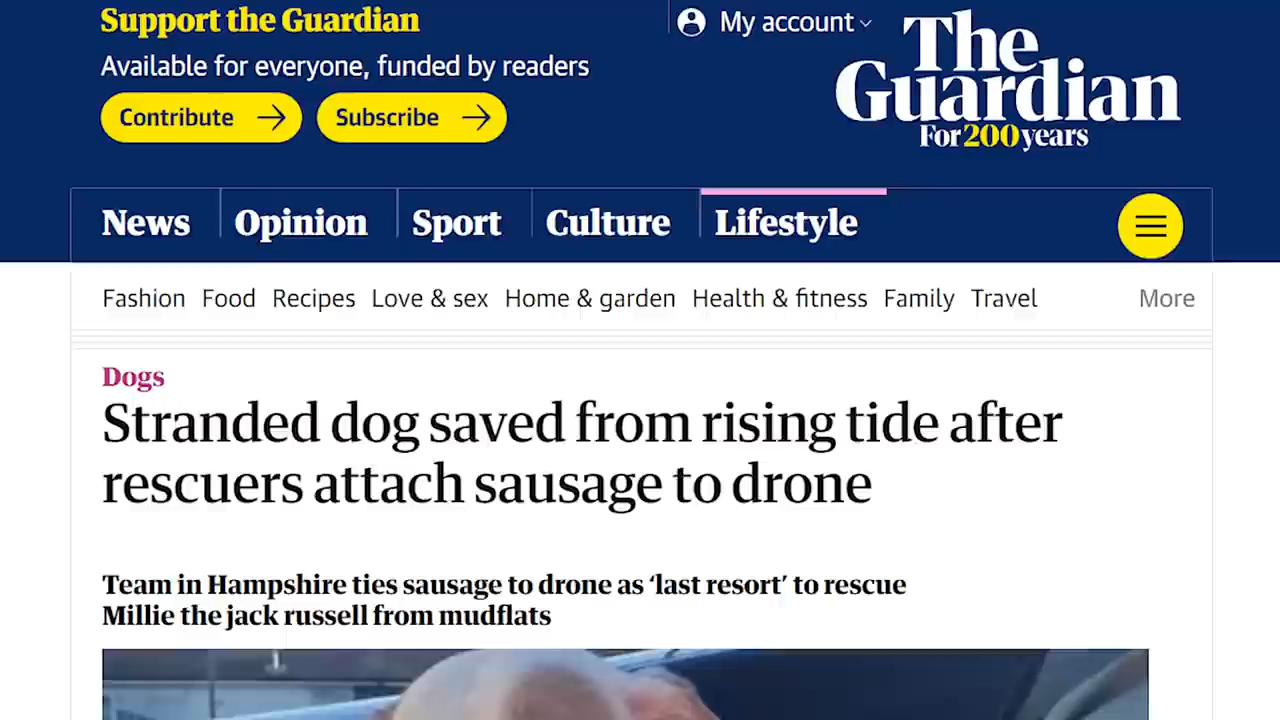 Support the Guardian
Available for everyone, funded by readers
Contribute
Subscribe
My account
The
Guardian
For 200 years
News
Opinion
Sport
Culture
Lifestyle
Fashion
Food
Recipes
Love & sex
Home & garden
Health & fitness
Family
Travel
More
Dogs
Stranded dog saved from rising tide after
rescuers attach sausage to drone
Team in Hampshire ties sausage to drone as ‘last resort’ to rescue
Millie the jack russell from mudflats